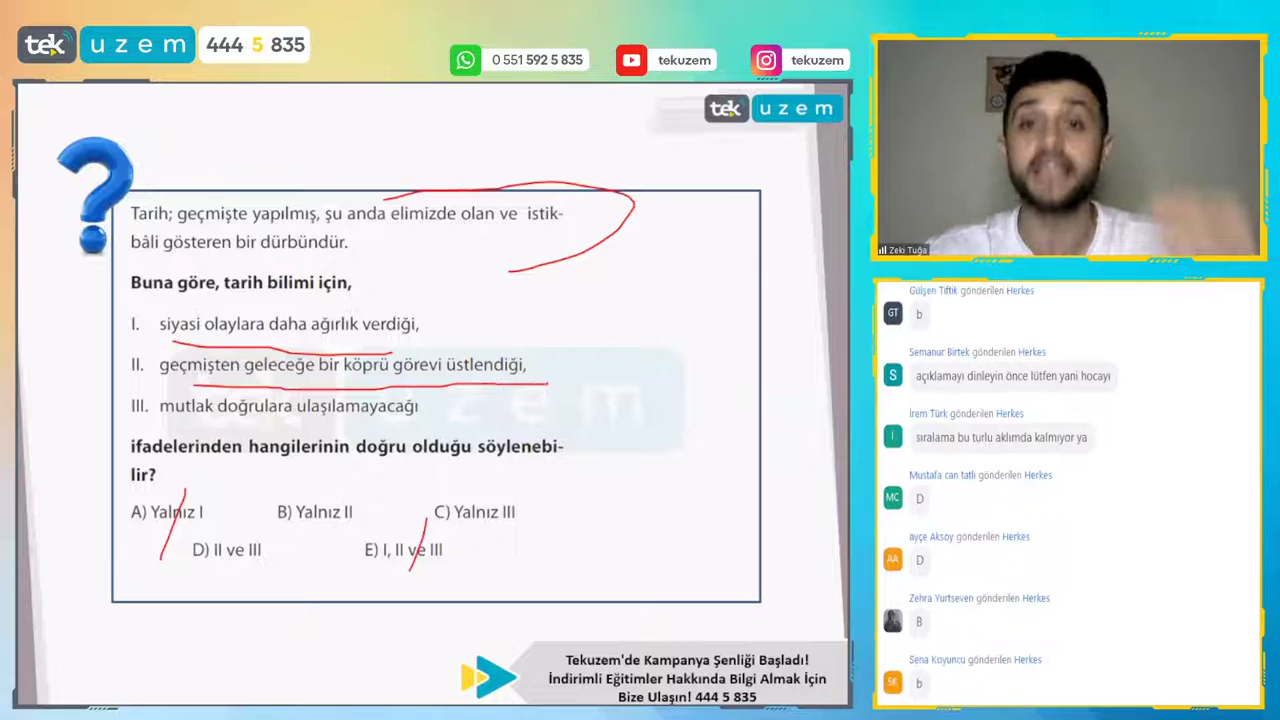 tek uzem 444 5 835
0 551 592 5 835
tekuzem
tekuzem
tek uzem
Tarih; geçmişte yapılmış, şu anda elimizde olan ve istik-
bâli gösteren bir dürbündür.
Buna göre, tarih bilimi için,
I. siyasi olaylara daha ağırlık verdiği,
II. geçmişten geleceğe bir köprü görevi üstlendiği,
III. mutlak doğrulara ulaşılamayacağı
ifadelerinden hangilerinin doğru olduğu söylenebi-
lir?
A) Yalnız I B) Yalnız II C) Yalnız III
D) II ve III E) I, II ve III
Tekuzem'de Kampanya Şenliği Başladı!
İndirimli Eğitimler Hakkında Bilgi Almak İçin
Bize Ulaşın! 444 5 835
Zeki Tuğa
Gülşen Tiftik gönderilen Herkes
GT b
Semanur Birtek gönderilen Herkes
S açıklamayı dinleyin önce lütfen yani hocayı
İrem Türk gönderilen Herkes
İ sıralama bu turlu aklımda kalmıyor ya
Mustafa can tatlı gönderilen Herkes
MC D
ayçe Aksoy gönderilen Herkes
AA D
Zehra Yurtseven gönderilen Herkes
B
Sena Koyuncu gönderilen Herkes
SK b